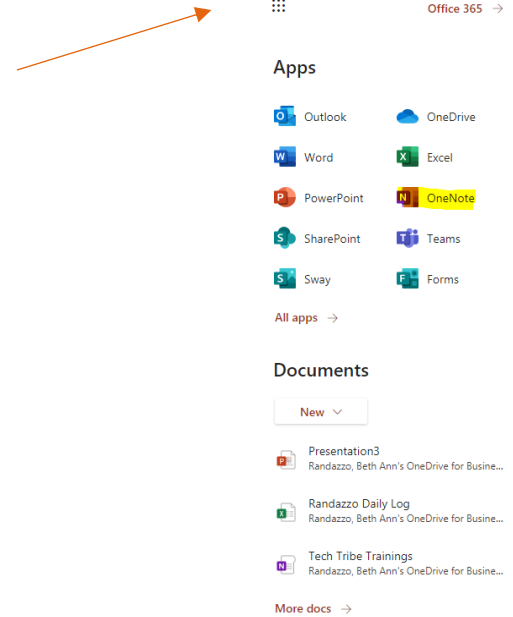 Office 365 →
Apps
Outlook OneDrive
Word Excel
PowerPoint OneNote
SharePoint Teams
Sway Forms
All apps →
Documents
New
Presentation3
Randazzo, Beth Ann's OneDrive for Busine...
Randazzo Daily Log
Randazzo, Beth Ann's OneDrive for Busine...
Tech Tribe Trainings
Randazzo, Beth Ann's OneDrive for Busine...
More docs →